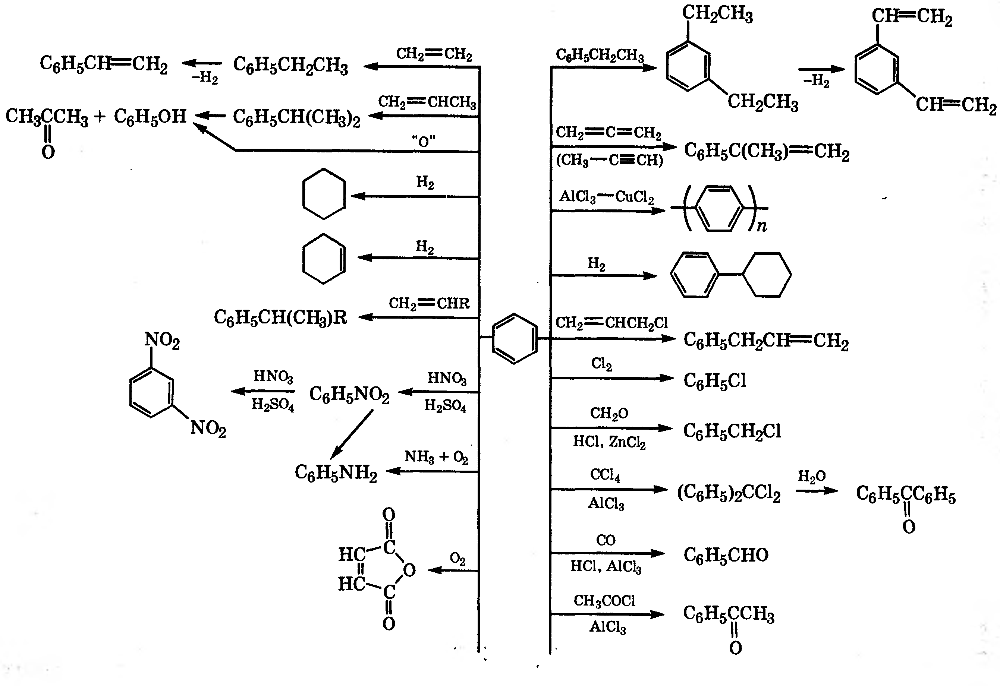 CH2CH3
CH=CH2
C6H5CH=CH2
–H2
C6H5CH2CH3
CH2=CH2
C6H5CH2CH3
CH2CH3
–H2
CH=CH2
CH3CCH3 + C6H5OH
O
C6H5CH(CH3)2
CH2=CHCH3
"O"
CH2=C=CH2
(CH3—C≡CH)
C6H5C(CH3)=CH2
H2
AlCl3—CuCl2
n
H2
H2
C6H5CH(CH3)R
CH2=CHR
CH2=CHCH2Cl
C6H5CH2CH=CH2
NO2
NO2
HNO3
H2SO4
C6H5NO2
HNO3
H2SO4
Cl2
C6H5Cl
CH2O
HCl, ZnCl2
C6H5CH2Cl
C6H5NH2
NH3 + O2
CCl4
AlCl3
(C6H5)2CCl2
H2O
C6H5CC6H5
O
O
HC
C
O
HC
C
O
O2
CO
HCl, AlCl3
C6H5CHO
CH3COCl
AlCl3
C6H5CCH3
O